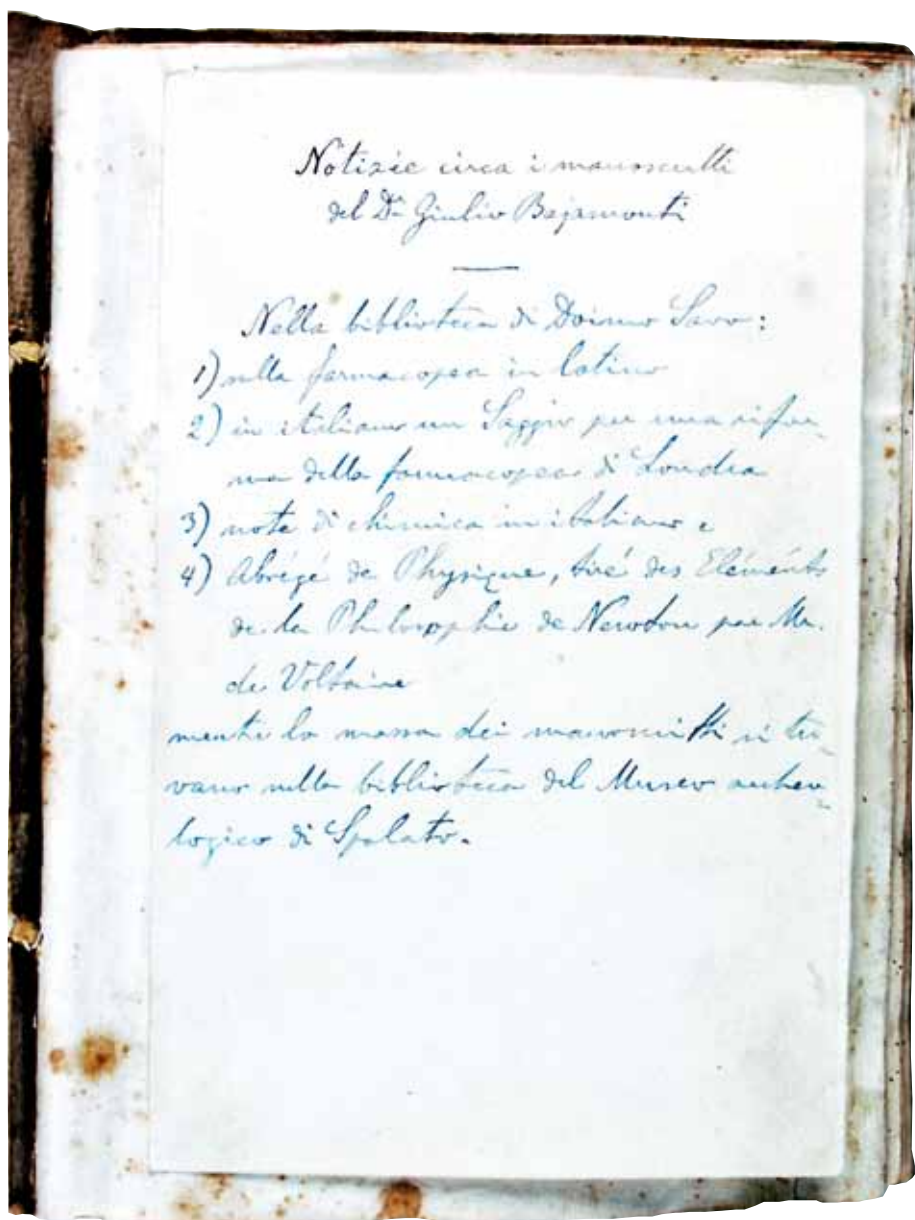 Notizie circa i manoscritti
del Dr Giulio Bajamonti
Nella biblioteca di Doimo Savo:
1) nella farmacopea in latino
2) in italiano un Saggio per una rifor-
ma della farmacopea di Londra
3) note di chimica in italiano e
4) Abrégé de Physique, tiré des Eléménts
de la Philosophie de Newton par Mr.
de Voltaire
mentre la massa dei manoscritti si tro-
vano nella biblioteca del Museo archeo-
logico di Spalato.